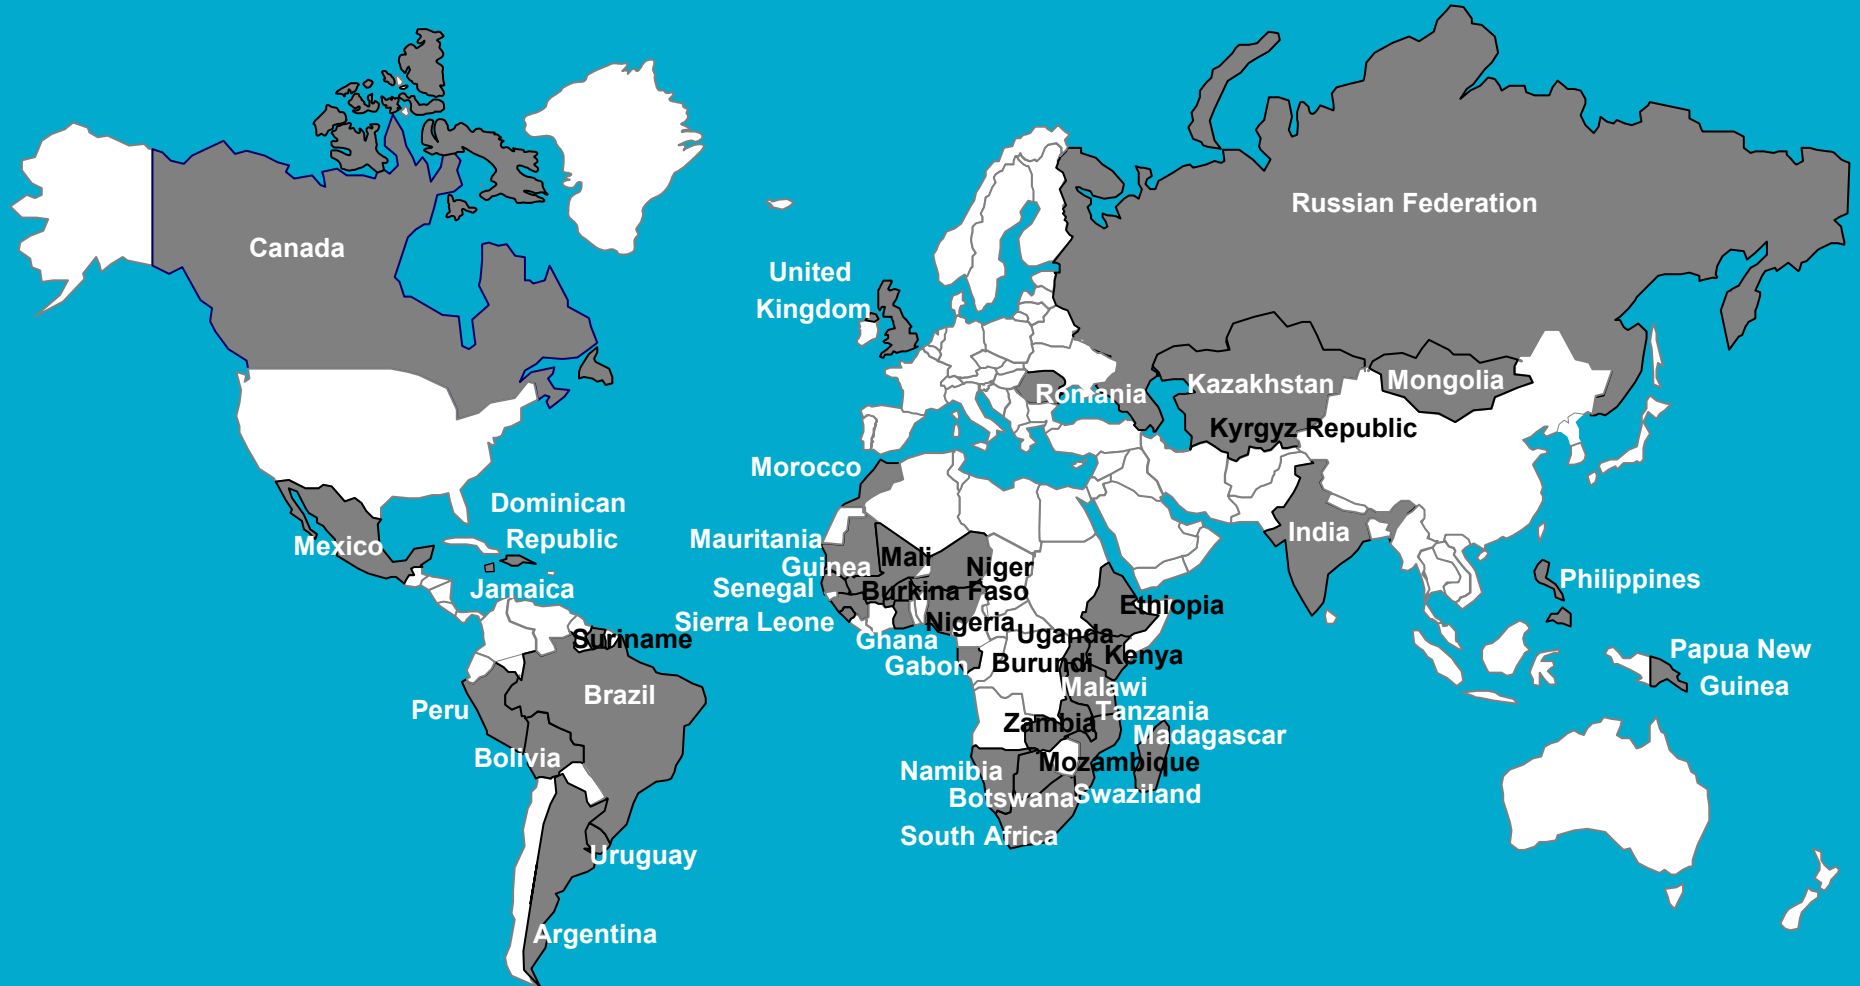 Russian Federation
Canada
United
Kingdom
Romania
Kazakhstan
Mongolia
Kyrgyz Republic
Morocco
Dominican
Republic
Mexico
Jamaica
India
Philippines
Mauritania
Guinea
Mali
Niger
Senegal
Burkina Faso
Sierra Leone
Ghana
Nigeria
Ethiopia
Uganda
Gabon
Burundi
Kenya
Suriname
Papua New
Guinea
Brazil
Peru
Bolivia
Malawi
Tanzania
Zambia
Madagascar
Mozambique
Namibia
Botswana
Swaziland
South Africa
Uruguay
Argentina